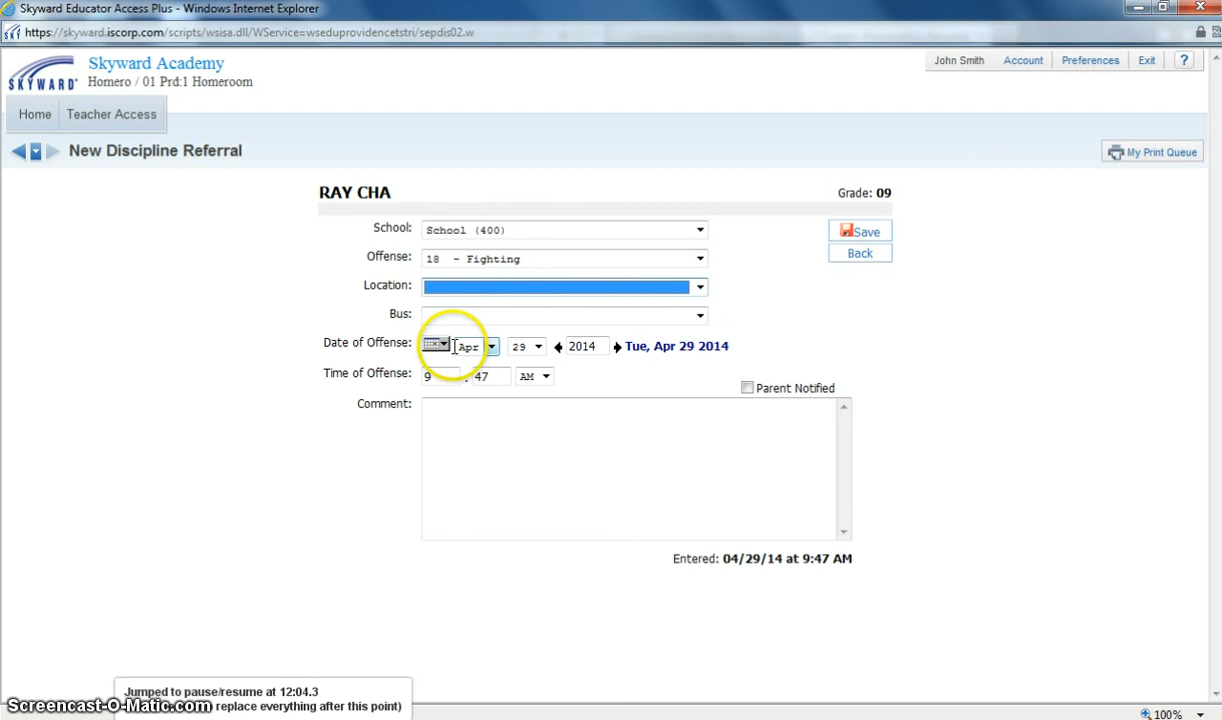 Skyward Educator Access Plus - Windows Internet Explorer
https://skyward.iscorp.com/scripts/wsisa.dll/WService=wseduprovidencetstri/sepdis02.w
SKYWARD
Skyward Academy
Homero / 01 Prd:1 Homeroom
John Smith Account Preferences Exit ?
Home Teacher Access
New Discipline Referral
My Print Queue
RAY CHA
Grade: 09
School: School (400)
Save
Offense: 18 - Fighting
Back
Location:
Bus:
Date of Offense: Apr 29 2014 Tue, Apr 29 2014
Time of Offense: 9 : 47 AM
Parent Notified
Comment:
Entered: 04/29/14 at 9:47 AM
Jumped to pause/resume at 12:04.3
replace everything after this point)
Screencast-O-Matic.com
100%